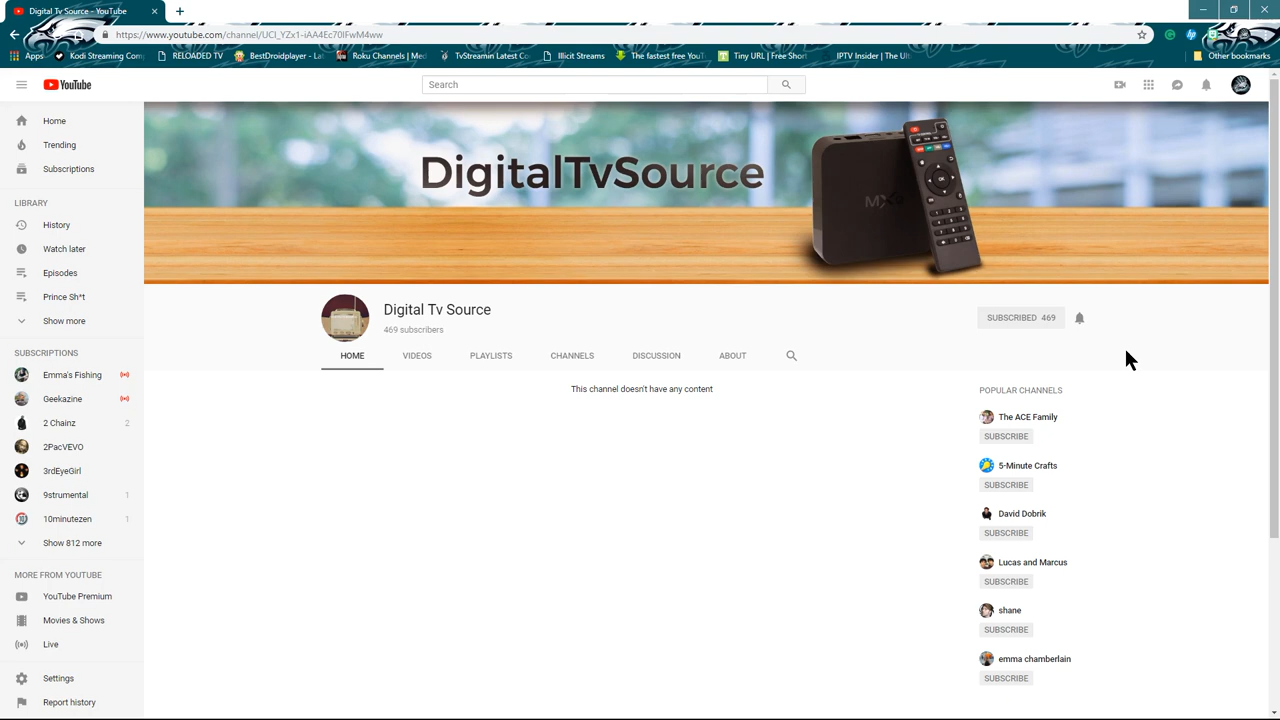 Digital Tv Source - YouTube
https://www.youtube.com/channel/UCI_YZx1-iAA4Ec70IFwM4ww
Apps
Kodi Streaming Com
RELOADED TV
BestDroidplayer - Lat
Roku Channels | Med
TvStreamin Latest Co
Illicit Streams
The fastest free YouT
Tiny URL | Free Short
IPTV Insider | The Ult
Other bookmarks
YouTube
Search
Home
Trending
Subscriptions
LIBRARY
History
Watch later
Episodes
Prince Sh*t
Show more
SUBSCRIPTIONS
Emma's Fishing
Geekazine
2 Chainz 2
2PacVEVO
3rdEyeGirl
9strumental 1
10minutezen 1
Show 812 more
MORE FROM YOUTUBE
YouTube Premium
Movies & Shows
Live
Settings
Report history
DigitalTvSource
MX
OK
Digital Tv Source
469 subscribers
SUBSCRIBED 469
HOME VIDEOS PLAYLISTS CHANNELS DISCUSSION ABOUT
This channel doesn't have any content
POPULAR CHANNELS
The ACE Family
SUBSCRIBE
5-Minute Crafts
SUBSCRIBE
David Dobrik
SUBSCRIBE
Lucas and Marcus
SUBSCRIBE
shane
SUBSCRIBE
emma chamberlain
SUBSCRIBE